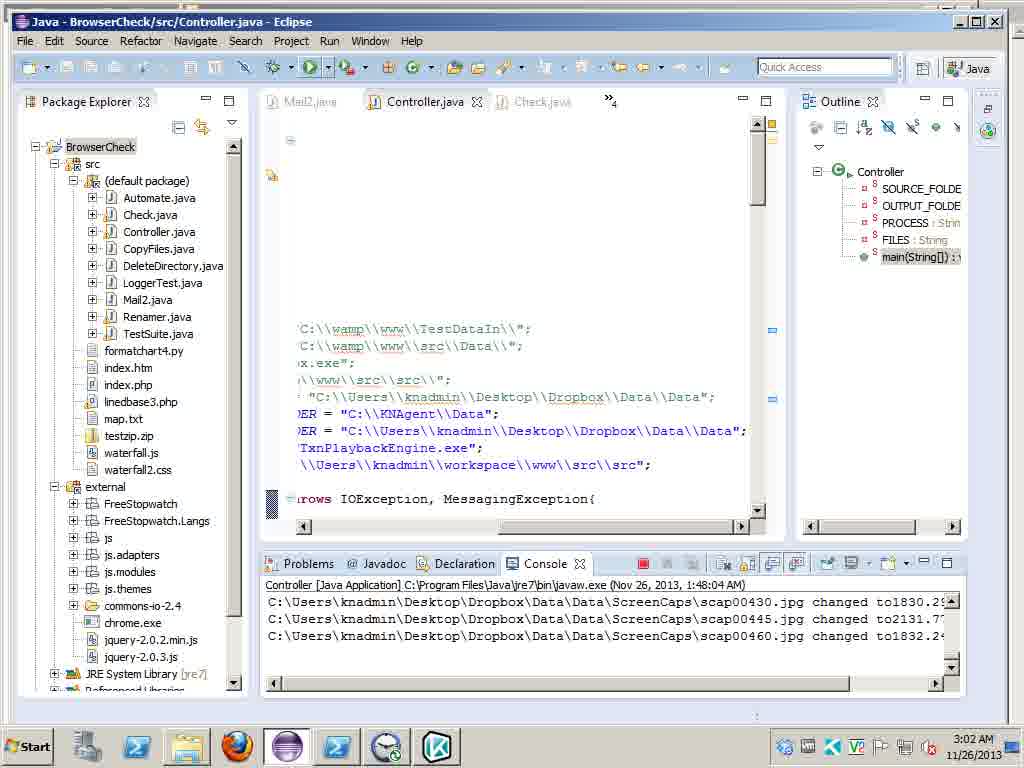 Java - BrowserCheck/src/Controller.java - Eclipse
File Edit Source Refactor Navigate Search Project Run Window Help
Quick Access
Java
Package Explorer
BrowserCheck
src
(default package)
Automate.java
Check.java
Controller.java
CopyFiles.java
DeleteDirectory.java
LoggerTest.java
Mail2.java
Renamer.java
TestSuite.java
formatchart4.py
index.htm
index.php
linedbase3.php
map.txt
testzip.zip
waterfall.js
waterfall2.css
external
FreeStopwatch
FreeStopwatch.Langs
js
js.adapters
js.modules
js.themes
commons-io-2.4
chrome.exe
jquery-2.0.2.min.js
jquery-2.0.3.js
JRE System Library [jre7]
Referenced Libraries
Mail2.java Controller.java Check.java »4
'C:\\wamp\\www\\TestDataIn\\";
'C:\\wamp\\www\\src\\Data\\";
x.exe";
\\www\\src\\src\\";
= "C:\\Users\\knadmin\\Desktop\\Dropbox\\Data\\Data";
DER = "C:\\KNAgent\\Data";
DER = "C:\\Users\\knadmin\\Desktop\\Dropbox\\Data\\Data";
TxnPlaybackEngine.exe";
\\Users\\knadmin\\workspace\\www\\src\\src";
hrows IOException, MessagingException{
Outline
Controller
SOURCE_FOLDE
OUTPUT_FOLDE
PROCESS : Strin
FILES : String
main(String[]) : v
Problems @ Javadoc Declaration Console
Controller [Java Application] C:\Program Files\Java\jre7\bin\javaw.exe (Nov 26, 2013, 1:48:04 AM)
C:\Users\knadmin\Desktop\Dropbox\Data\Data\ScreenCaps\scap00430.jpg changed to1830.25
C:\Users\knadmin\Desktop\Dropbox\Data\Data\ScreenCaps\scap00445.jpg changed to2131.77
C:\Users\knadmin\Desktop\Dropbox\Data\Data\ScreenCaps\scap00460.jpg changed to1832.24
Start
3:02 AM
11/26/2013